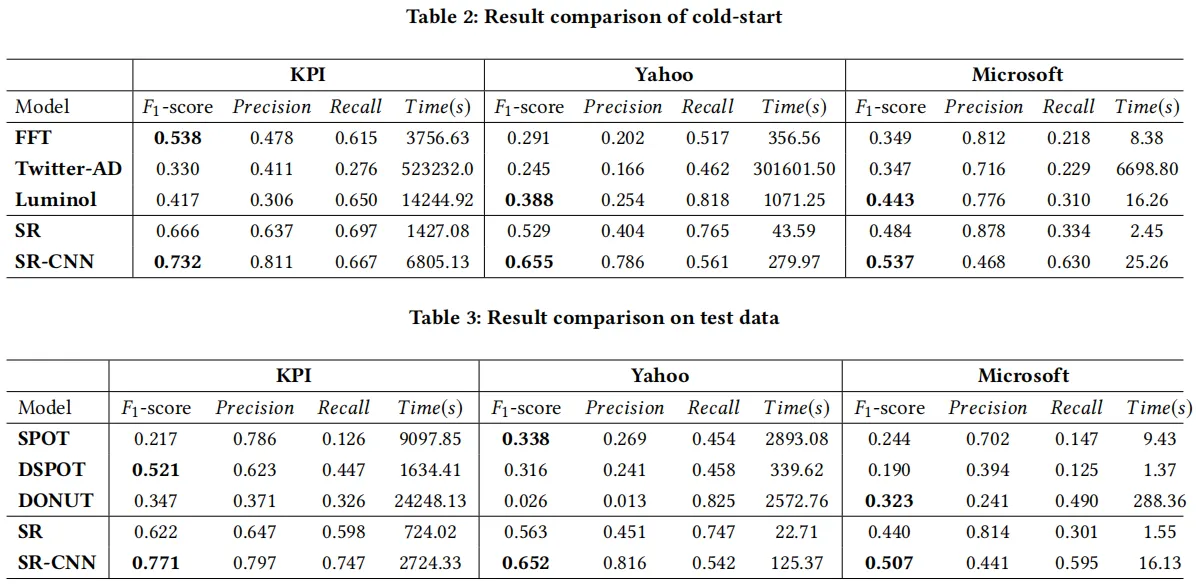 Table 2: Result comparison of cold-start
KPI Yahoo Microsoft
Model F1-score Precision Recall Time(s) F1-score Precision Recall Time(s) F1-score Precision Recall Time(s)
FFT 0.538 0.478 0.615 3756.63 0.291 0.202 0.517 356.56 0.349 0.812 0.218 8.38
Twitter-AD 0.330 0.411 0.276 523232.0 0.245 0.166 0.462 301601.50 0.347 0.716 0.229 6698.80
Luminol 0.417 0.306 0.650 14244.92 0.388 0.254 0.818 1071.25 0.443 0.776 0.310 16.26
SR 0.666 0.637 0.697 1427.08 0.529 0.404 0.765 43.59 0.484 0.878 0.334 2.45
SR-CNN 0.732 0.811 0.667 6805.13 0.655 0.786 0.561 279.97 0.537 0.468 0.630 25.26
Table 3: Result comparison on test data
KPI Yahoo Microsoft
Model F1-score Precision Recall Time(s) F1-score Precision Recall Time(s) F1-score Precision Recall Time(s)
SPOT 0.217 0.786 0.126 9097.85 0.338 0.269 0.454 2893.08 0.244 0.702 0.147 9.43
DSPOT 0.521 0.623 0.447 1634.41 0.316 0.241 0.458 339.62 0.190 0.394 0.125 1.37
DONUT 0.347 0.371 0.326 24248.13 0.026 0.013 0.825 2572.76 0.323 0.241 0.490 288.36
SR 0.622 0.647 0.598 724.02 0.563 0.451 0.747 22.71 0.440 0.814 0.301 1.55
SR-CNN 0.771 0.797 0.747 2724.33 0.652 0.816 0.542 125.37 0.507 0.441 0.595 16.13